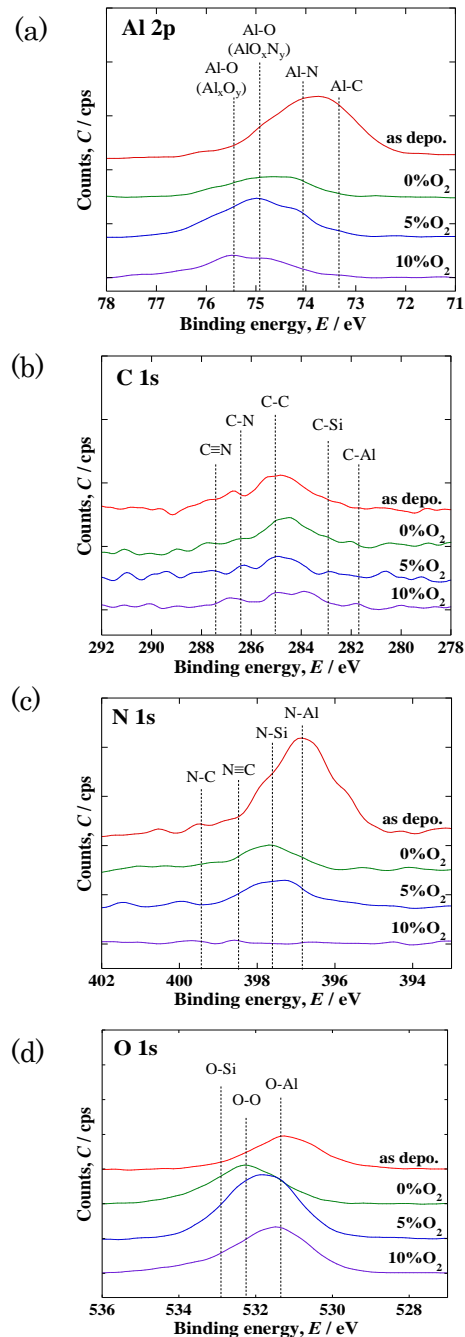 (a)
Al 2p
Al-O
(AlOₓNᵧ)
Al-O
(AlₓOᵧ)
Al-N
Al-C
as depo.
0%O₂
5%O₂
10%O₂
Counts, C / cps
78 77 76 75 74 73 72 71
Binding energy, E / eV
(b)
C 1s
C-C
C-N
C≡N
C-Si
C-Al
as depo.
0%O₂
5%O₂
10%O₂
Counts, C / cps
292 290 288 286 284 282 280 278
Binding energy, E / eV
(c)
N 1s
N-Al
N-Si
N≡C
N-C
as depo.
0%O₂
5%O₂
10%O₂
Counts, C / cps
402 400 398 396 394
Binding energy, E / eV
(d)
O 1s
O-Si
O-O
O-Al
as depo.
0%O₂
5%O₂
10%O₂
Counts, C / cps
536 534 532 530 528
Binding energy, E / eV